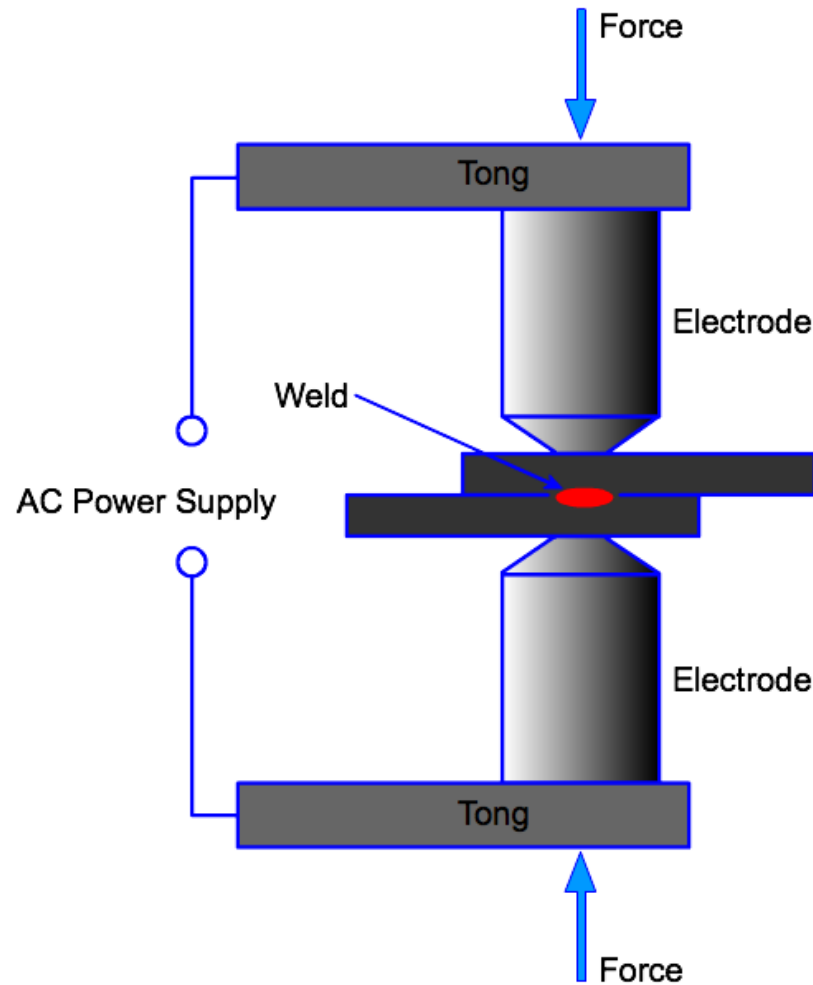 Force
Tong
Electrode
Weld
AC Power Supply
Electrode
Tong
Force